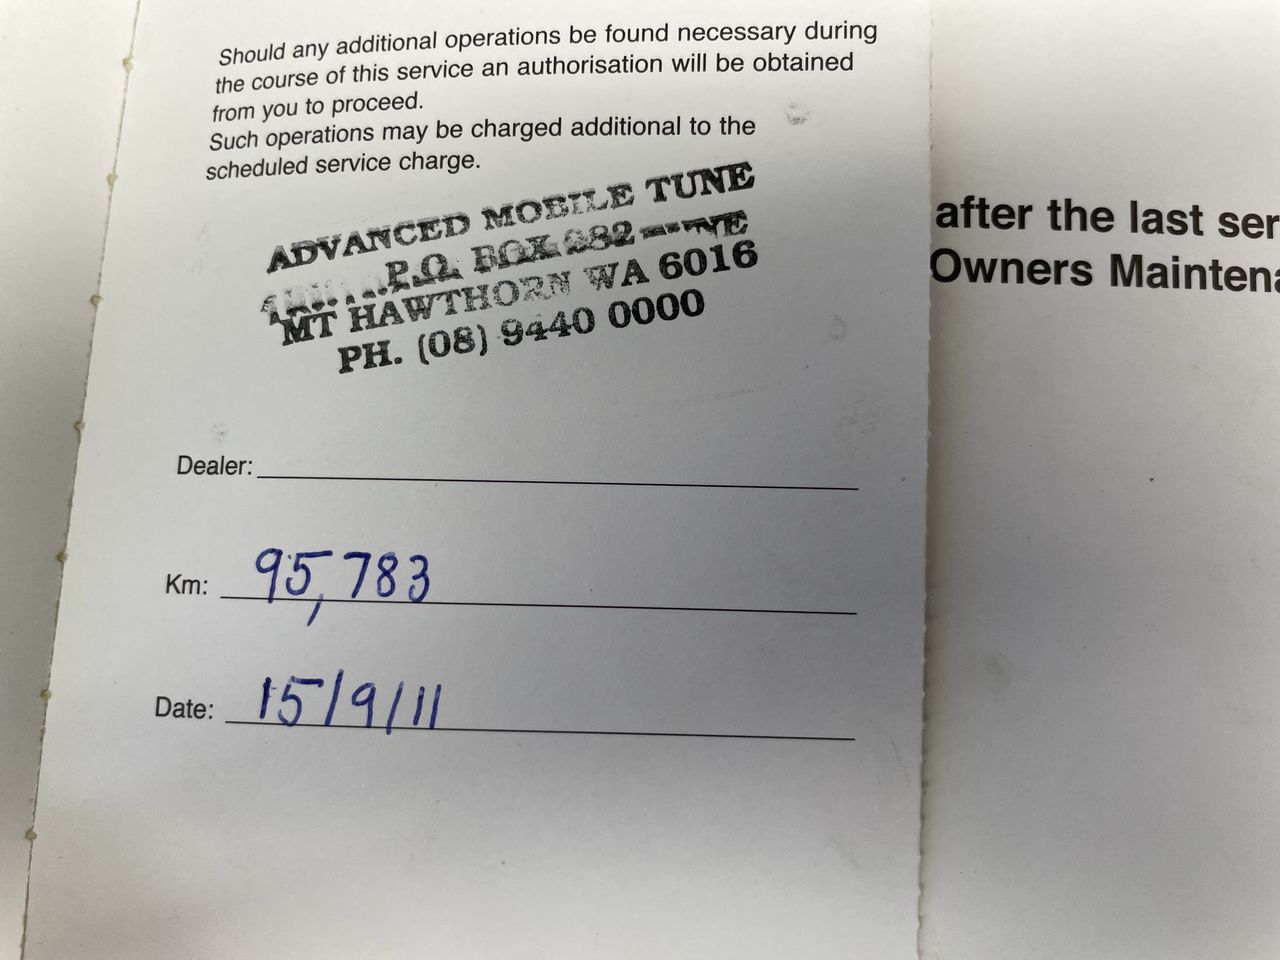 Should any additional operations be found necessary during
the course of this service an authorisation will be obtained
from you to proceed.
Such operations may be charged additional to the
scheduled service charge.
ADVANCED MOBILE TUNE
P.O. BOX 282
MT HAWTHORN WA 6016
PH. (08) 9440 0000
Dealer:
Km: 95,783
Date: 15/9/11
after the last ser
Owners Maintena